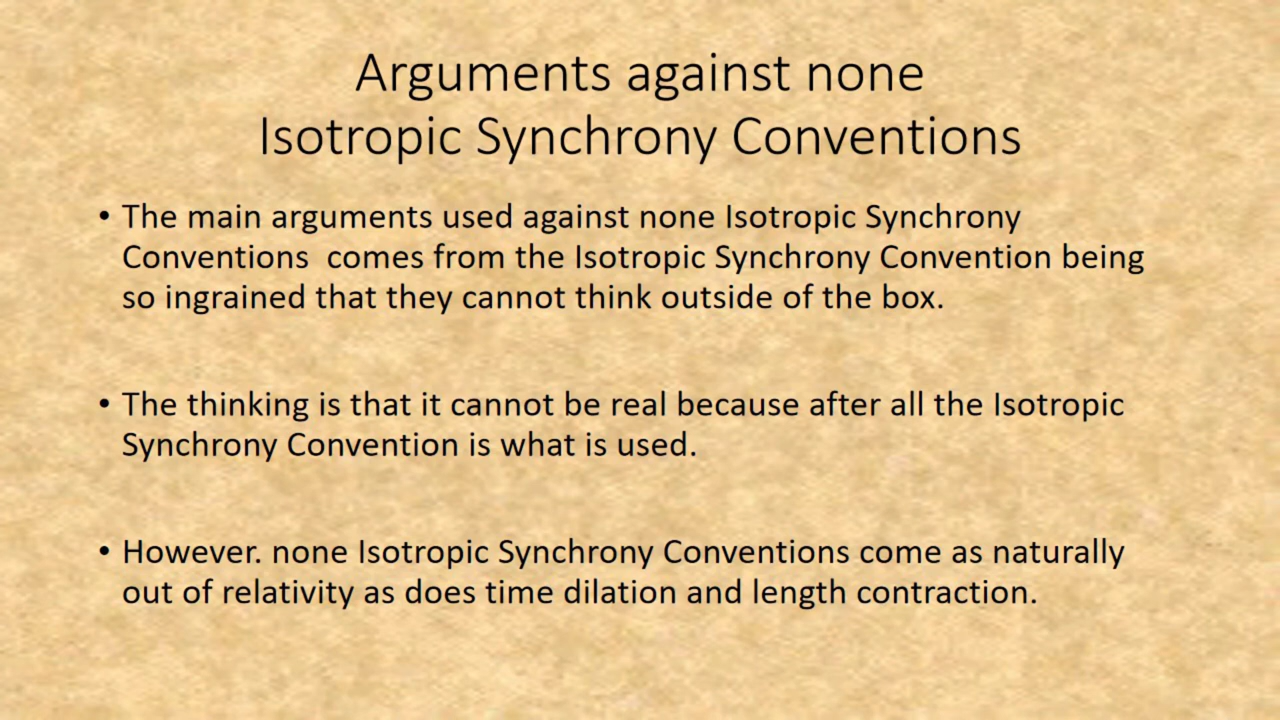 Arguments against none
Isotropic Synchrony Conventions
• The main arguments used against none Isotropic Synchrony
Conventions  comes from the Isotropic Synchrony Convention being
so ingrained that they cannot think outside of the box.
• The thinking is that it cannot be real because after all the Isotropic
Synchrony Convention is what is used.
• However. none Isotropic Synchrony Conventions come as naturally
out of relativity as does time dilation and length contraction.